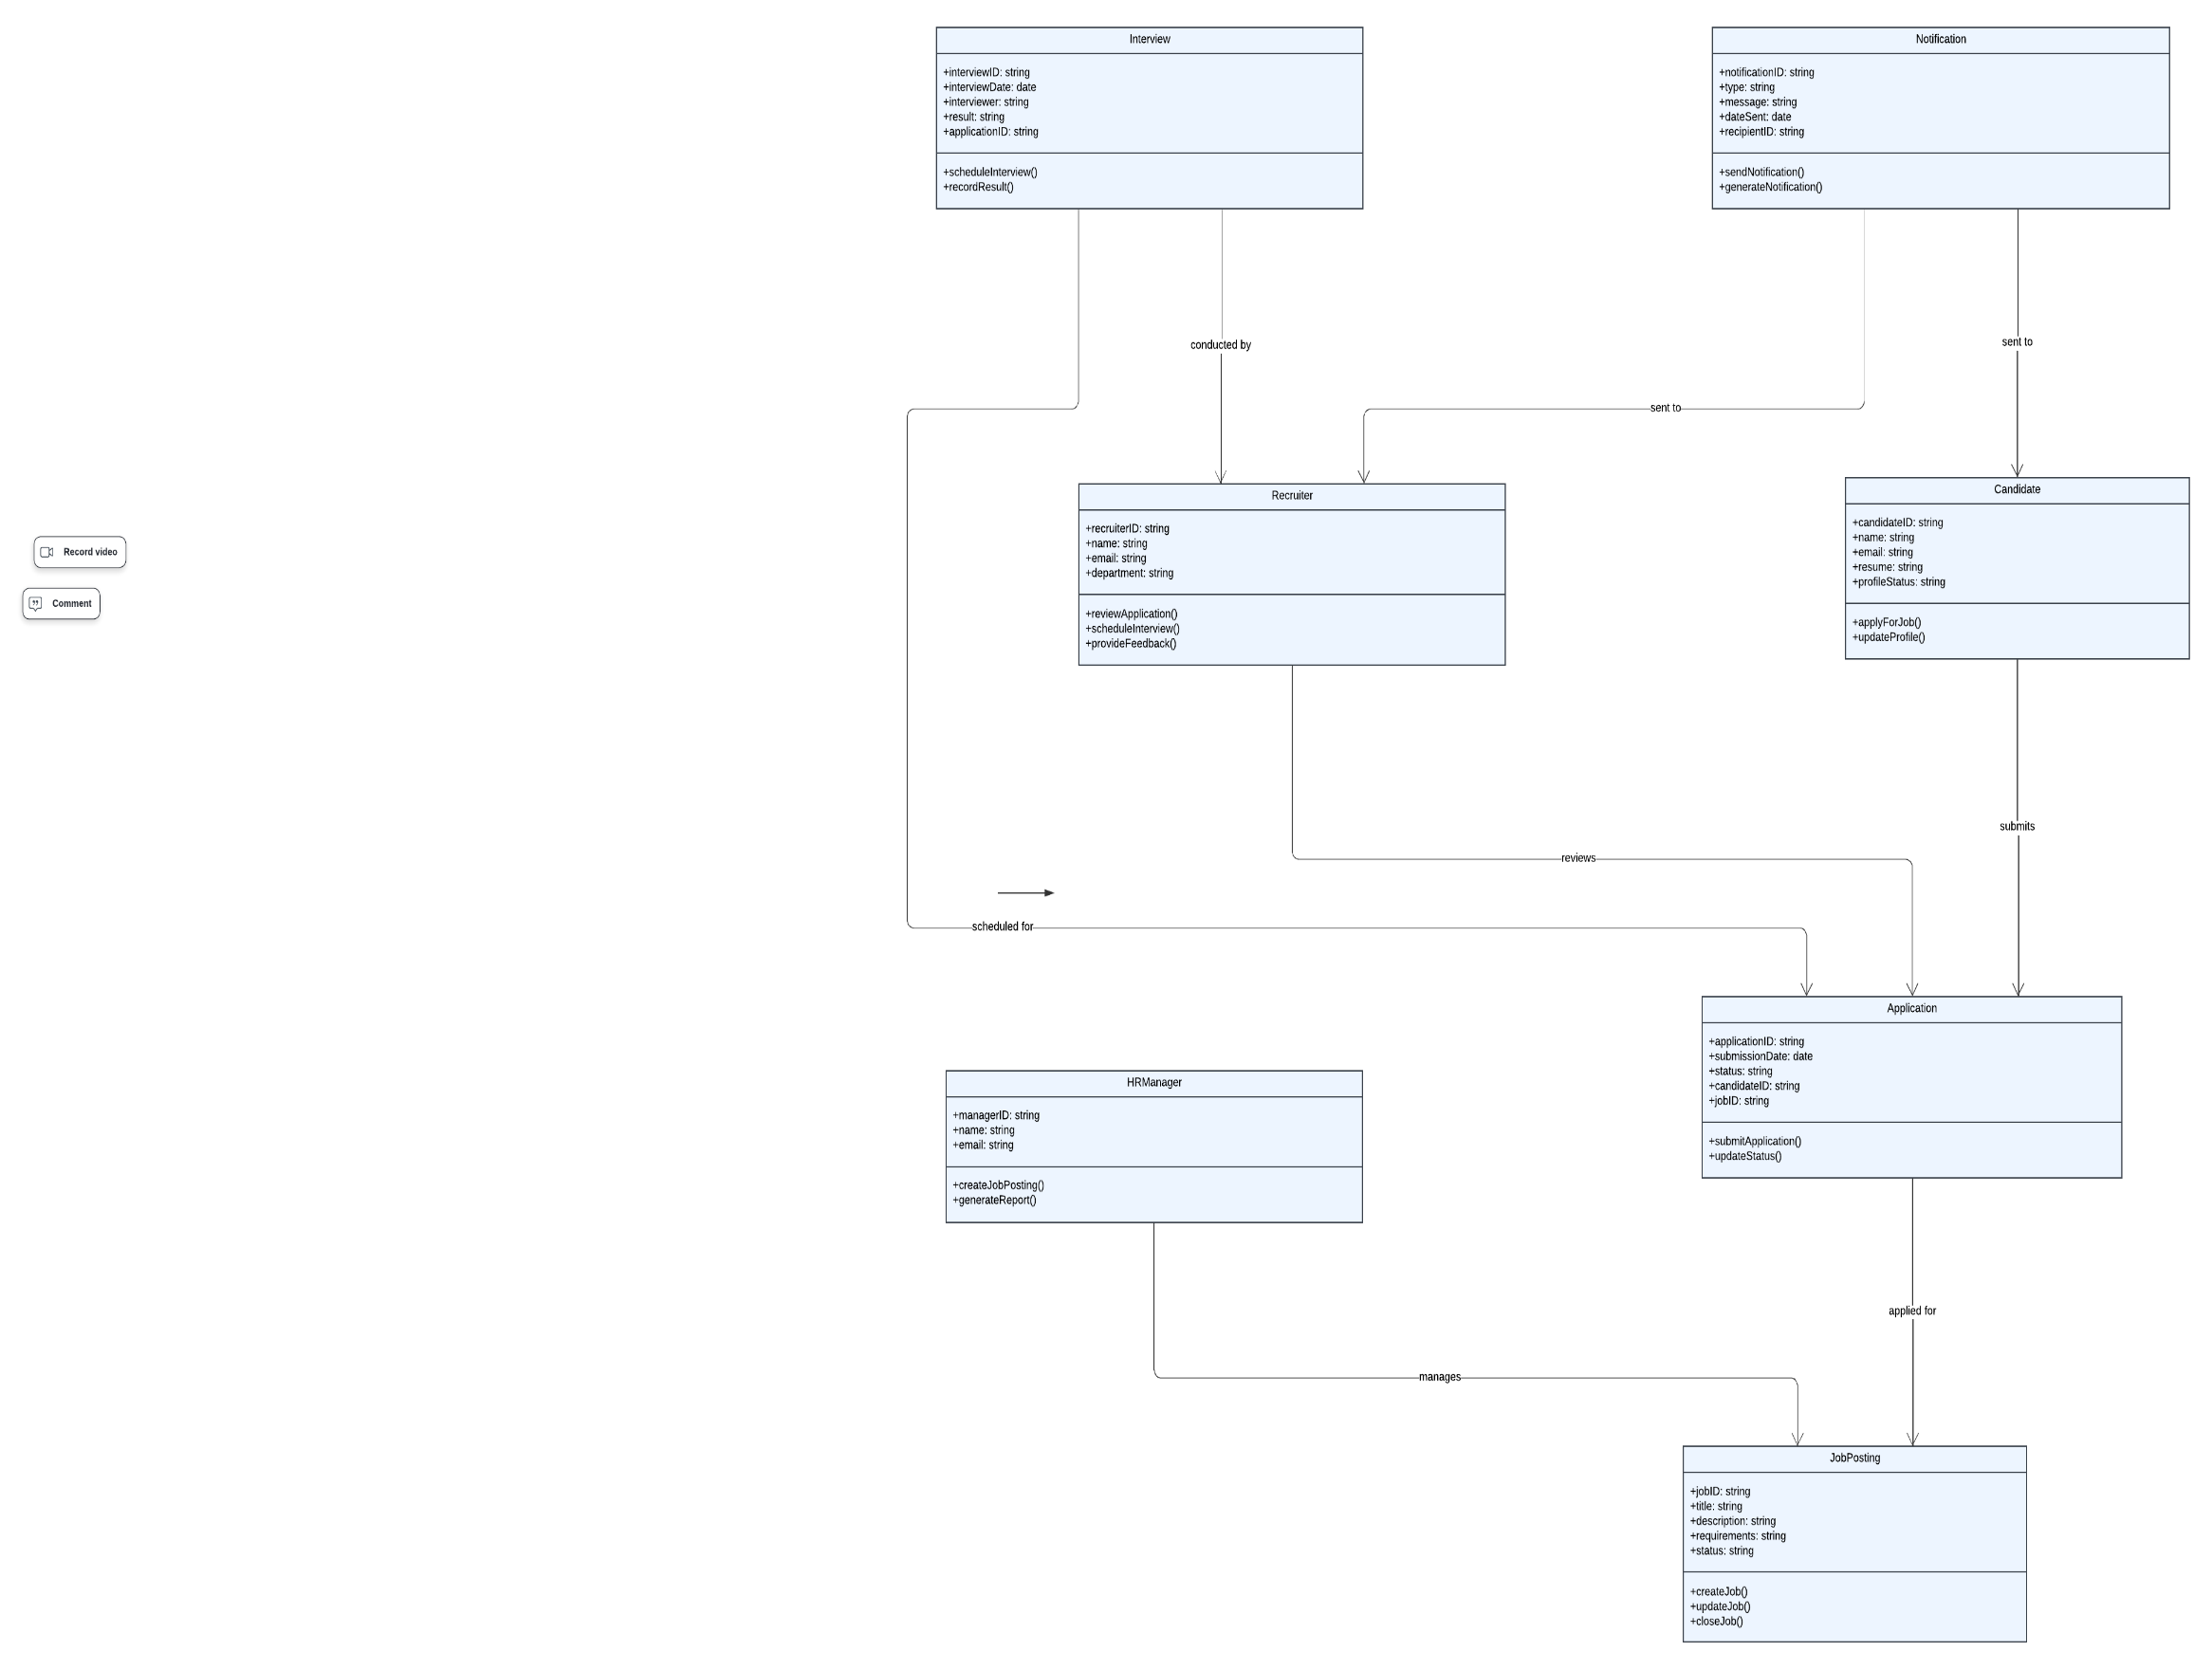 Interview
+interviewID: string
+interviewDate: date
+interviewer: string
+result: string
+applicationID: string
+scheduleInterview()
+recordResult()
Notification
+notificationID: string
+type: string
+message: string
+dateSent: date
+recipientID: string
+sendNotification()
+generateNotification()
conducted by
sent to
sent to
Recruiter
+recruiterID: string
+name: string
+email: string
+department: string
+reviewApplication()
+scheduleInterview()
+provideFeedback()
Candidate
+candidateID: string
+name: string
+email: string
+resume: string
+profileStatus: string
+applyForJob()
+updateProfile()
Record video
Comment
submits
reviews
scheduled for
Application
+applicationID: string
+submissionDate: date
+status: string
+candidateID: string
+jobID: string
+submitApplication()
+updateStatus()
HRManager
+managerID: string
+name: string
+email: string
+createJobPosting()
+generateReport()
applied for
manages
JobPosting
+jobID: string
+title: string
+description: string
+requirements: string
+status: string
+createJob()
+updateJob()
+closeJob()